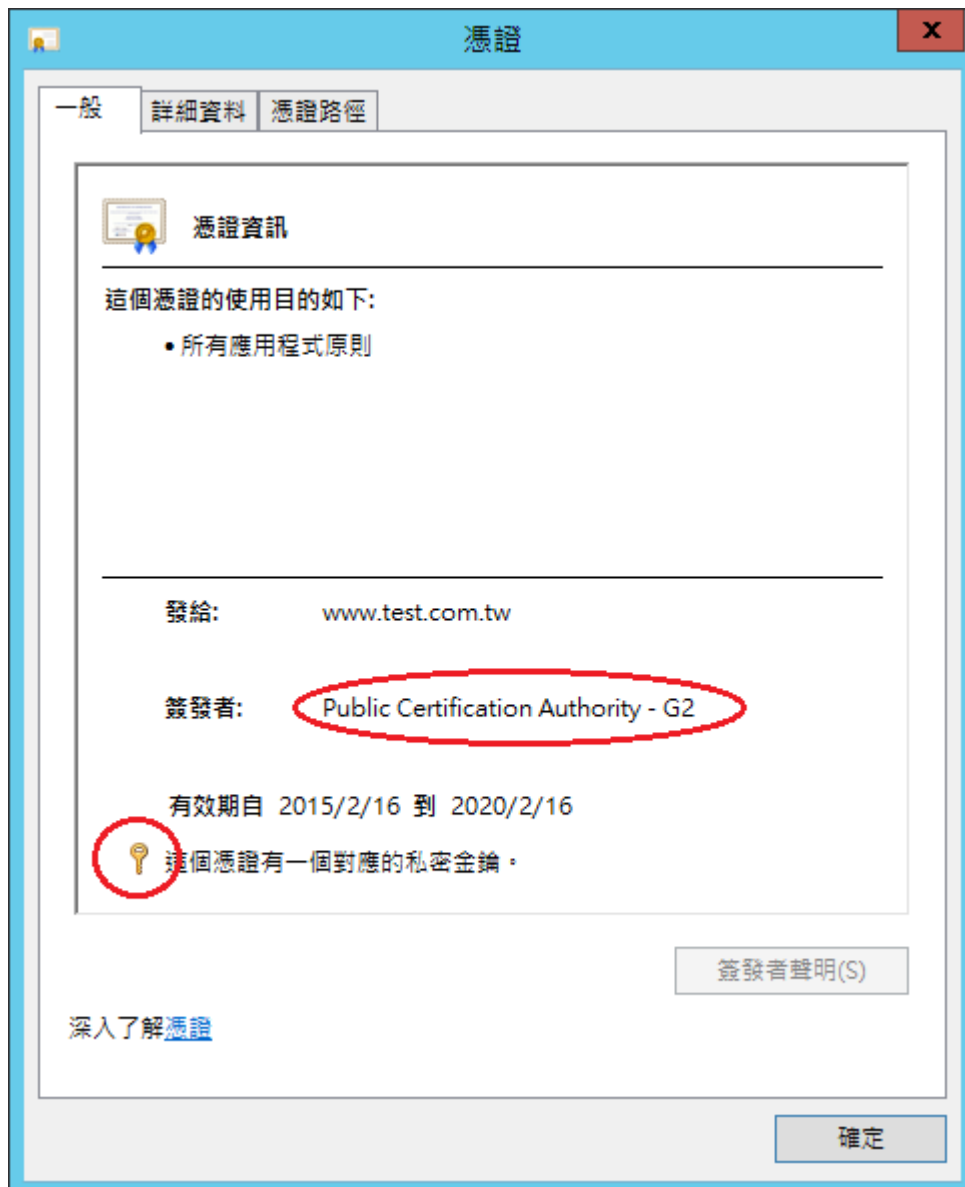 憑證
x
一般 詳細資料 憑證路徑
憑證資訊
這個憑證的使用目的如下:
• 所有應用程式原則
發給: www.test.com.tw
簽發者: Public Certification Authority - G2
有效期自 2015/2/16 到 2020/2/16
這個憑證有一個對應的私密金鑰。
簽發者聲明(S)
深入了解憑證
確定